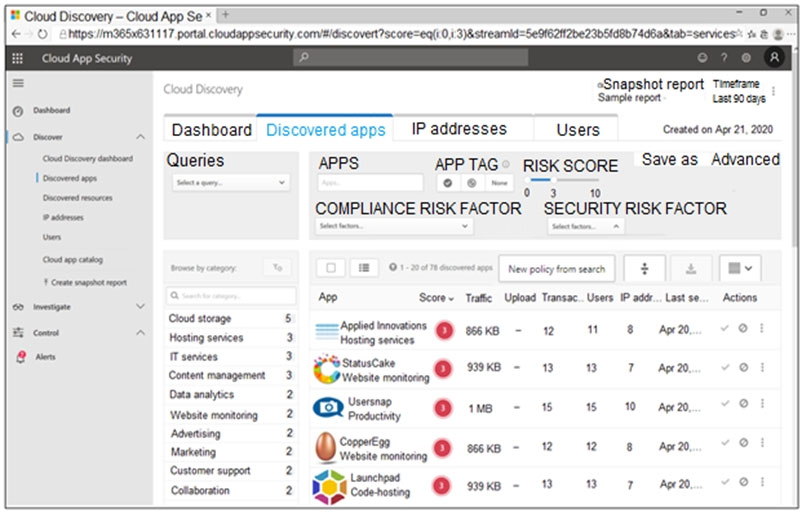 Cloud Discovery – Cloud App Se ×
https://m365x631117.portal.cloudappsecurity.com/#/discovert?score=eq(i:0,i:3)&streamId=5e9f62ff2be23b5fd8b74d6a&tab=services
Cloud App Security
?
A
Dashboard
Discover
Cloud Discovery dashboard
Discovered apps
Discovered resources
IP addresses
Users
Cloud app catalog
Create snapshot report
Investigate
Control
Alerts
Cloud Discovery
Snapshot report
Sample report
Timeframe
Last 90 days
Dashboard Discovered apps IP addresses Users
Created on Apr 21, 2020
Queries
Select a query...
APPS
Apps...
APP TAG
None
RISK SCORE
0 3 10
Save as Advanced
COMPLIANCE RISK FACTOR
Select factors...
SECURITY RISK FACTOR
Select factors...
Browse by category:
Search for category...
Cloud storage 5
Hosting services 3
IT services 3
Content management 3
Data analytics 2
Website monitoring 2
Advertising 2
Marketing 2
Customer support 2
Collaboration 2
1 - 20 of 78 discovered apps
New policy from search
App Score Traffic Upload Transac... Users IP addr... Last se... Actions
Applied Innovations
Hosting services
3 866 KB – 12 11 8 Apr 20,...
StatusCake
Website monitoring
3 939 KB – 13 13 7 Apr 20,...
Usersnap
Productivity
3 1 MB – 15 15 10 Apr 20,...
CopperEgg
Website monitoring
3 866 KB – 12 12 8 Apr 20,...
Launchpad
Code-hosting
3 939 KB – 13 13 7 Apr 20,...